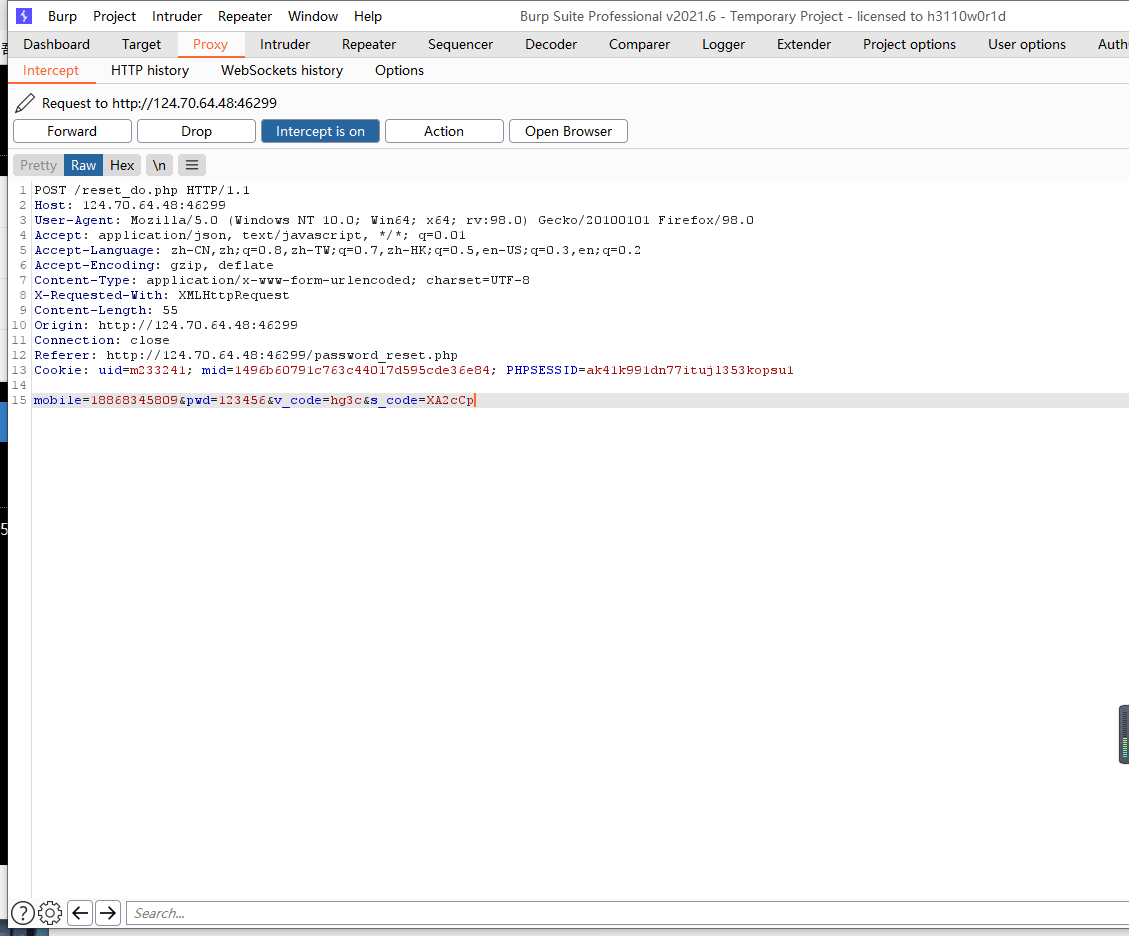 Burp Project Intruder Repeater Window Help Burp Suite Professional v2021.6 - Temporary Project - licensed to h3110w0r1d
Dashboard Target Proxy Intruder Repeater Sequencer Decoder Comparer Logger Extender Project options User options Auth
Intercept HTTP history WebSockets history Options
Request to http://124.70.64.48:46299
Forward Drop Intercept is on Action Open Browser
Pretty Raw Hex \n
1 POST /reset_do.php HTTP/1.1
2 Host: 124.70.64.48:46299
3 User-Agent: Mozilla/5.0 (Windows NT 10.0; Win64; x64; rv:98.0) Gecko/20100101 Firefox/98.0
4 Accept: application/json, text/javascript, */*; q=0.01
5 Accept-Language: zh-CN,zh;q=0.8,zh-TW;q=0.7,zh-HK;q=0.5,en-US;q=0.3,en;q=0.2
6 Accept-Encoding: gzip, deflate
7 Content-Type: application/x-www-form-urlencoded; charset=UTF-8
8 X-Requested-With: XMLHttpRequest
9 Content-Length: 55
10 Origin: http://124.70.64.48:46299
11 Connection: close
12 Referer: http://124.70.64.48:46299/password_reset.php
13 Cookie: uid=m233241; mid=1496b60791c763c44017d595cde36e84; PHPSESSID=ak41k991dn77ituj1353kopsu1
14
15 mobile=18868345809&pwd=123456&v_code=hg3c&s_code=XA2cCp
5
Search...